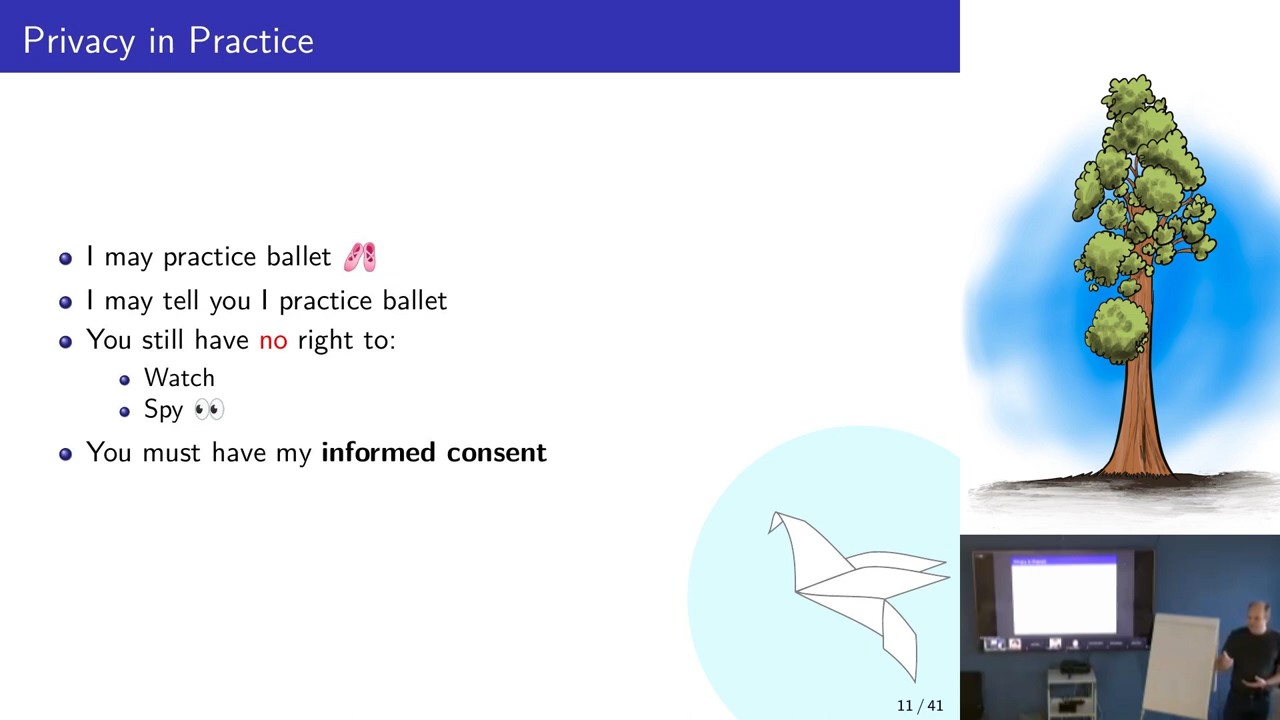 Privacy in Practice
I may practice ballet
I may tell you I practice ballet
You still have no right to:
Watch
Spy
You must have my informed consent
11 / 41